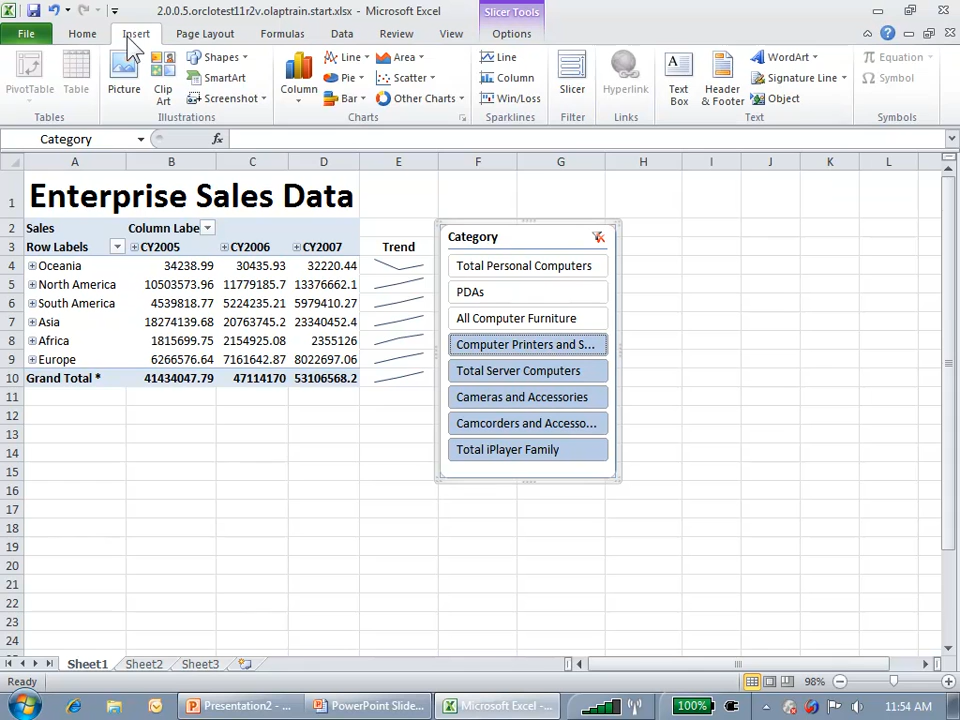 2.0.0.5.orclotest11r2v.olaptrain.start.xlsx - Microsoft Excel
Slicer Tools
File Home Insert Page Layout Formulas Data Review View Options
PivotTable Table Picture Clip Art Shapes SmartArt Screenshot Column Line Pie Bar Area Scatter Other Charts Line Column Win/Loss Slicer Hyperlink Text Box Header & Footer WordArt Signature Line Object Equation Symbol
Tables Illustrations Charts Sparklines Filter Links Text Symbols
Category fx
A B C D E F G H I J K L
1 Enterprise Sales Data
2 Sales Column Labe
3 Row Labels CY2005 CY2006 CY2007 Trend
4 Oceania 34238.99 30435.93 32220.44
5 North America 10503573.96 11779185.7 13376662.1
6 South America 4539818.77 5224235.21 5979410.27
7 Asia 18274139.68 20763745.2 23340452.4
8 Africa 1815699.75 2154925.08 2355126
9 Europe 6266576.64 7161642.87 8022697.06
10 Grand Total * 41434047.79 47114170 53106568.2
11
12
13
14
15
16
17
18
19
20
21
22
23
24
Category
Total Personal Computers
PDAs
All Computer Furniture
Computer Printers and S...
Total Server Computers
Cameras and Accessories
Camcorders and Accesso...
Total iPlayer Family
Sheet1 Sheet2 Sheet3
Ready 98%
Presentation2 - ... PowerPoint Slide... Microsoft Excel -... 100% 11:54 AM